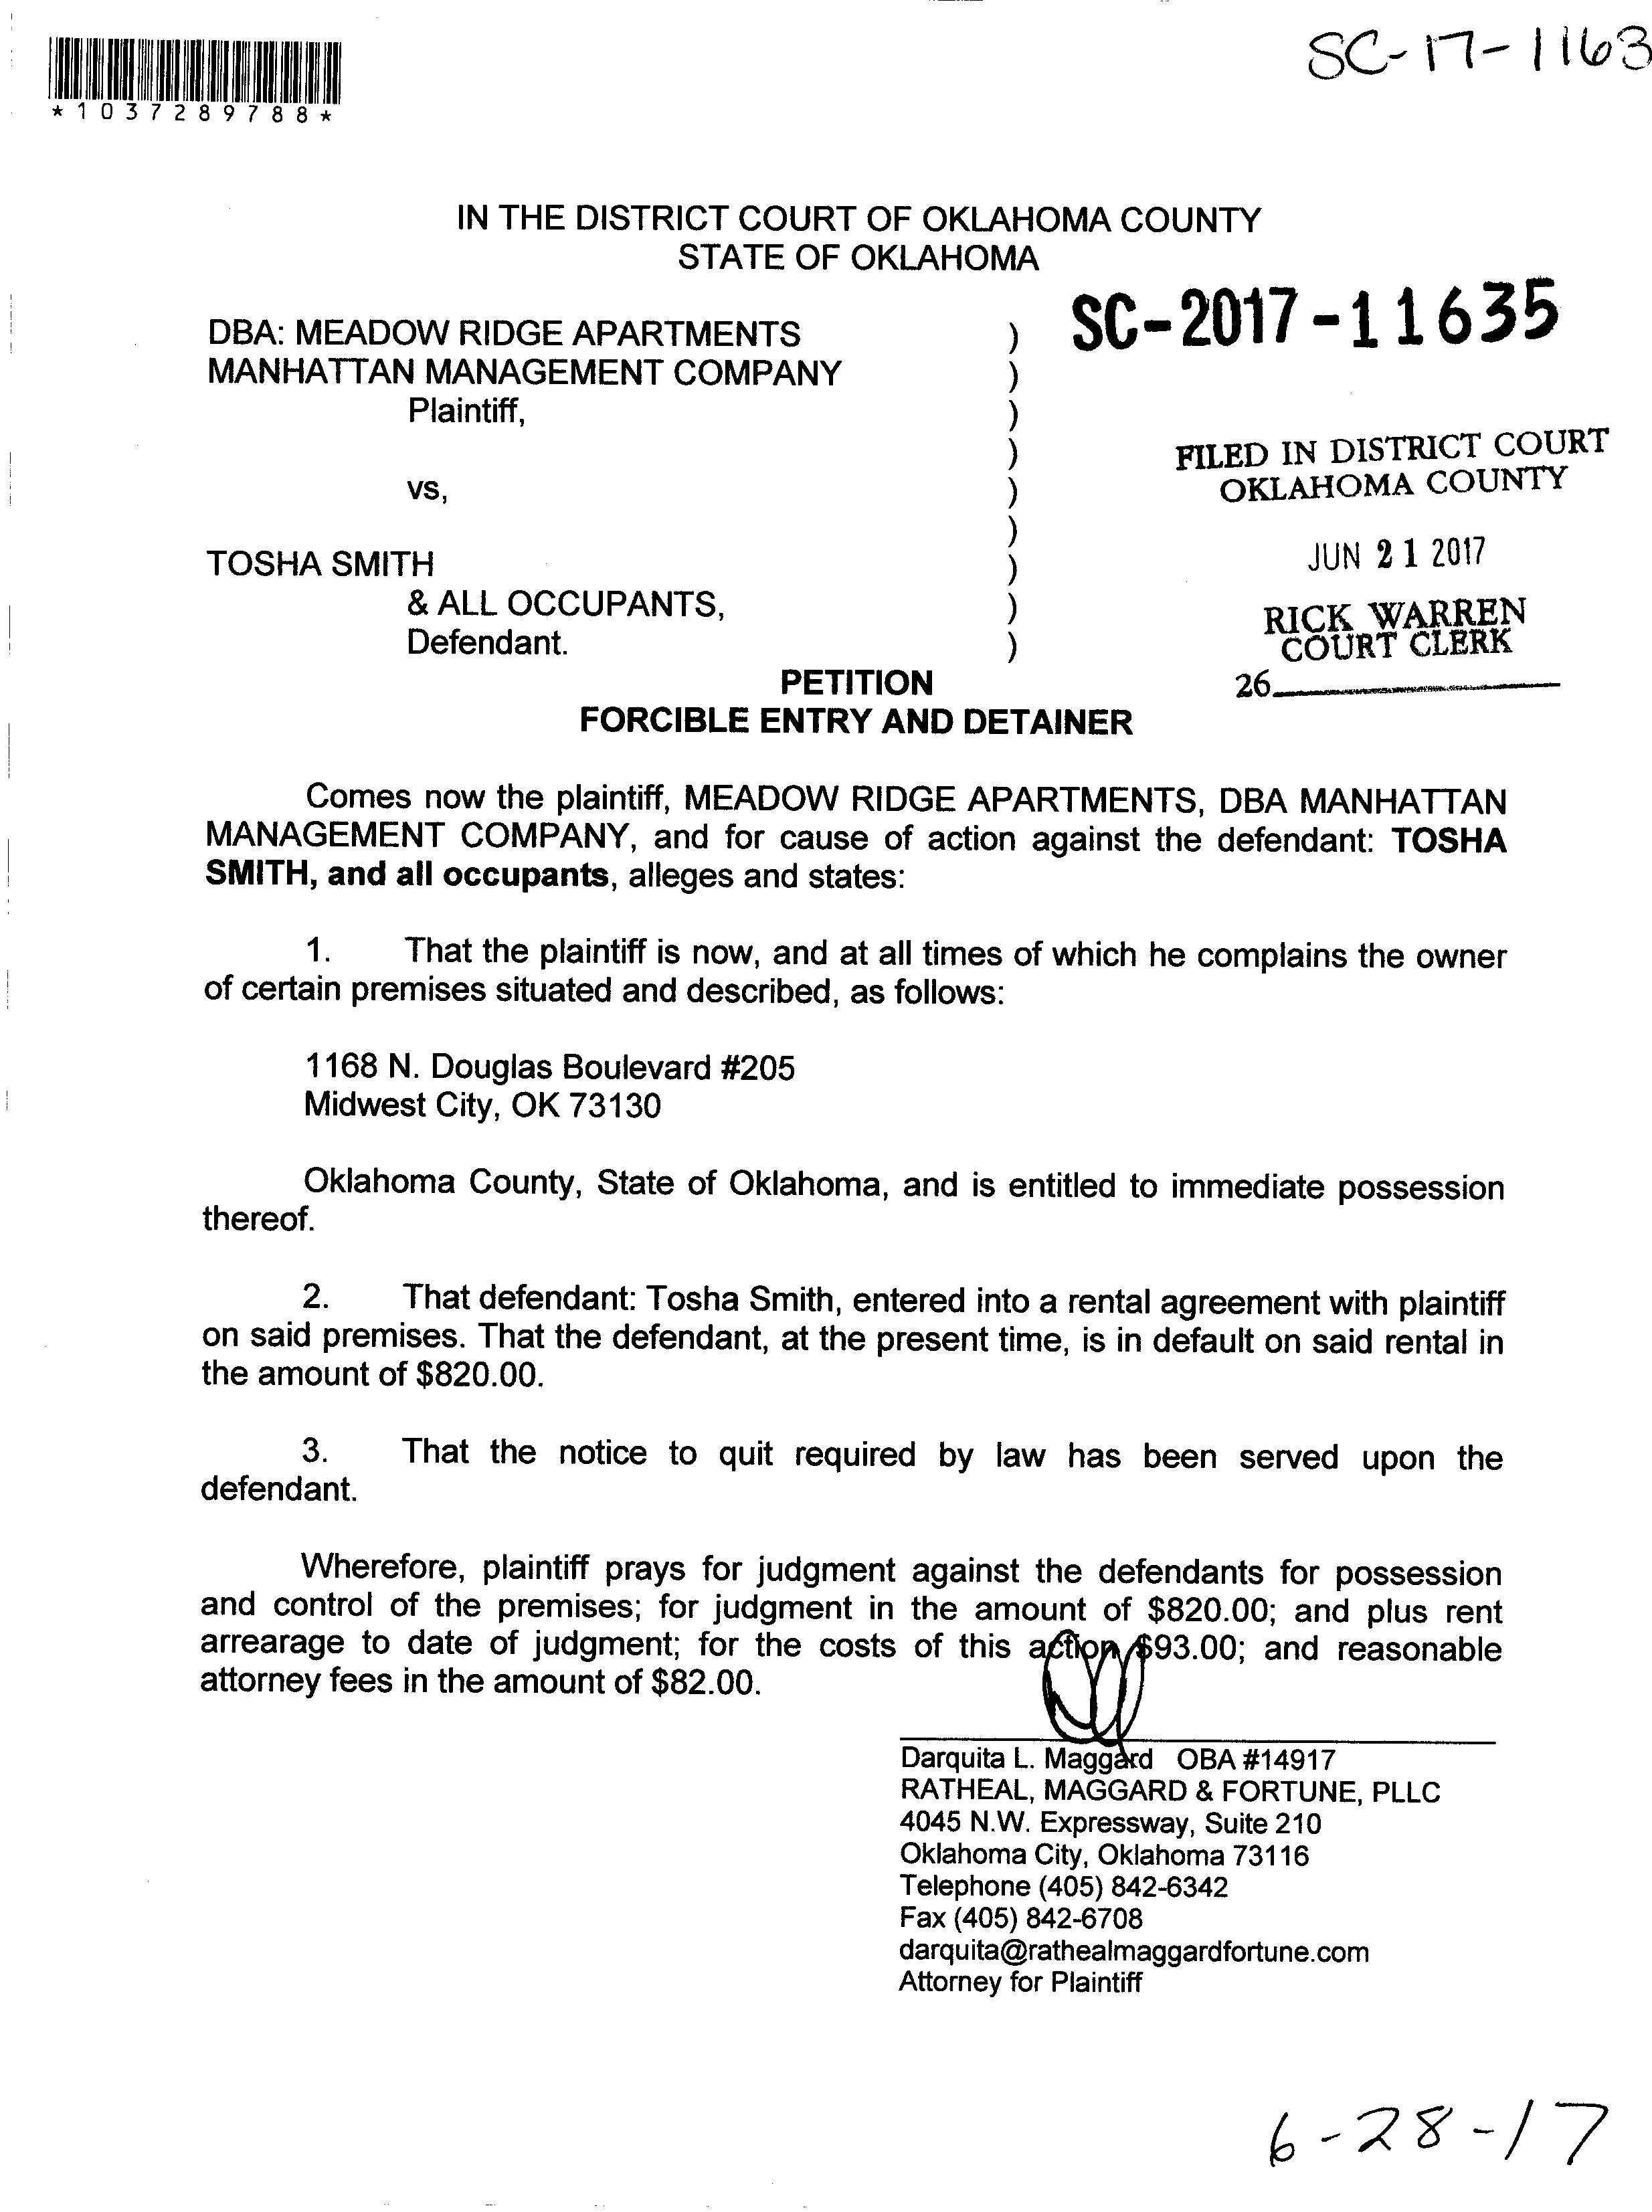 SC-17-1163
*1037289788*
IN THE DISTRICT COURT OF OKLAHOMA COUNTY
STATE OF OKLAHOMA
SC-2017-11635
DBA: MEADOW RIDGE APARTMENTS )
MANHATTAN MANAGEMENT COMPANY )
Plaintiff, )
)
FILED IN DISTRICT COURT
OKLAHOMA COUNTY
vs, )
)
JUN 21 2017
TOSHA SMITH )
& ALL OCCUPANTS, )
Defendant. )
RICK WARREN
COURT CLERK
26
PETITION
FORCIBLE ENTRY AND DETAINER
Comes now the plaintiff, MEADOW RIDGE APARTMENTS, DBA MANHATTAN
MANAGEMENT COMPANY, and for cause of action against the defendant: TOSHA
SMITH, and all occupants, alleges and states:
1. That the plaintiff is now, and at all times of which he complains the owner
of certain premises situated and described, as follows:
1168 N. Douglas Boulevard #205
Midwest City, OK 73130
Oklahoma County, State of Oklahoma, and is entitled to immediate possession
thereof.
2. That defendant: Tosha Smith, entered into a rental agreement with plaintiff
on said premises. That the defendant, at the present time, is in default on said rental in
the amount of $820.00.
3. That the notice to quit required by law has been served upon the
defendant.
Wherefore, plaintiff prays for judgment against the defendants for possession
and control of the premises; for judgment in the amount of $820.00; and plus rent
arrearage to date of judgment; for the costs of this action $93.00; and reasonable
attorney fees in the amount of $82.00.
Darquita L. Maggard OBA #14917
RATHEAL, MAGGARD & FORTUNE, PLLC
4045 N.W. Expressway, Suite 210
Oklahoma City, Oklahoma 73116
Telephone (405) 842-6342
Fax (405) 842-6708
darquita@rathealmaggardfortune.com
Attorney for Plaintiff
6-28-17